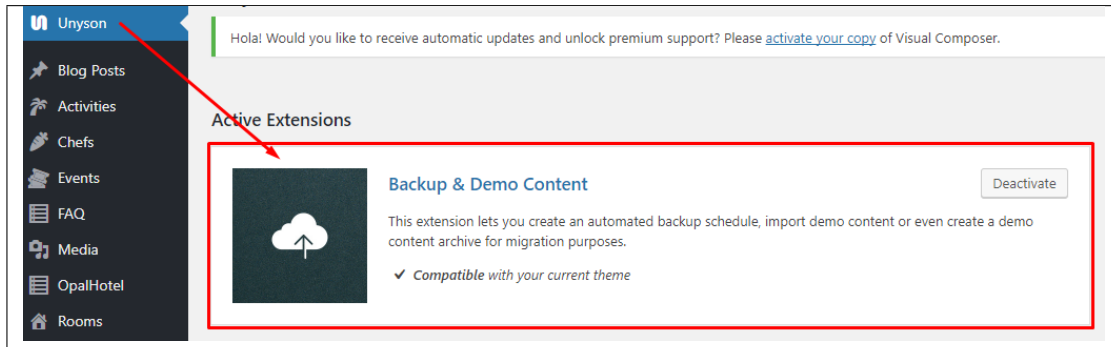 Unyson
Blog Posts
Activities
Chefs
Events
FAQ
Media
OpalHotel
Rooms
Hola! Would you like to receive automatic updates and unlock premium support? Please activate your copy of Visual Composer.
Active Extensions
Backup & Demo Content
Deactivate
This extension lets you create an automated backup schedule, import demo content or even create a demo
content archive for migration purposes.
✔ Compatible with your current theme